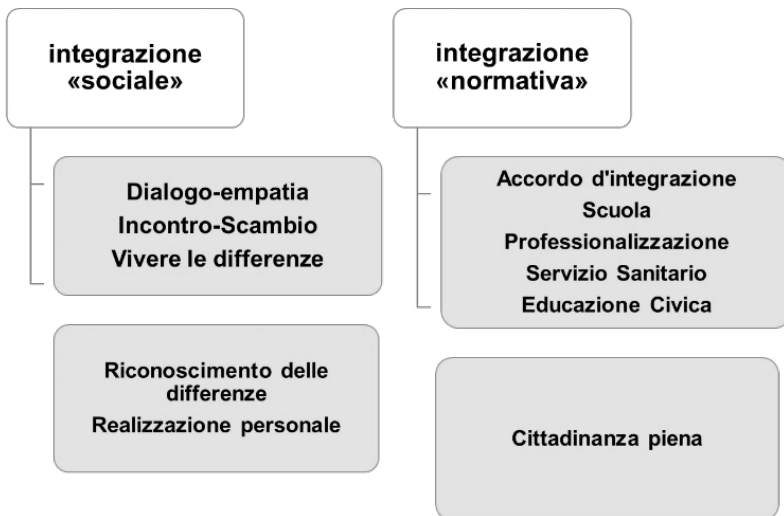 integrazione
«sociale»
Dialogo-empatia
Incontro-Scambio
Vivere le differenze
Riconoscimento delle
differenze
Realizzazione personale
integrazione
«normativa»
Accordo d'integrazione
Scuola
Professionalizzazione
Servizio Sanitario
Educazione Civica
Cittadinanza piena